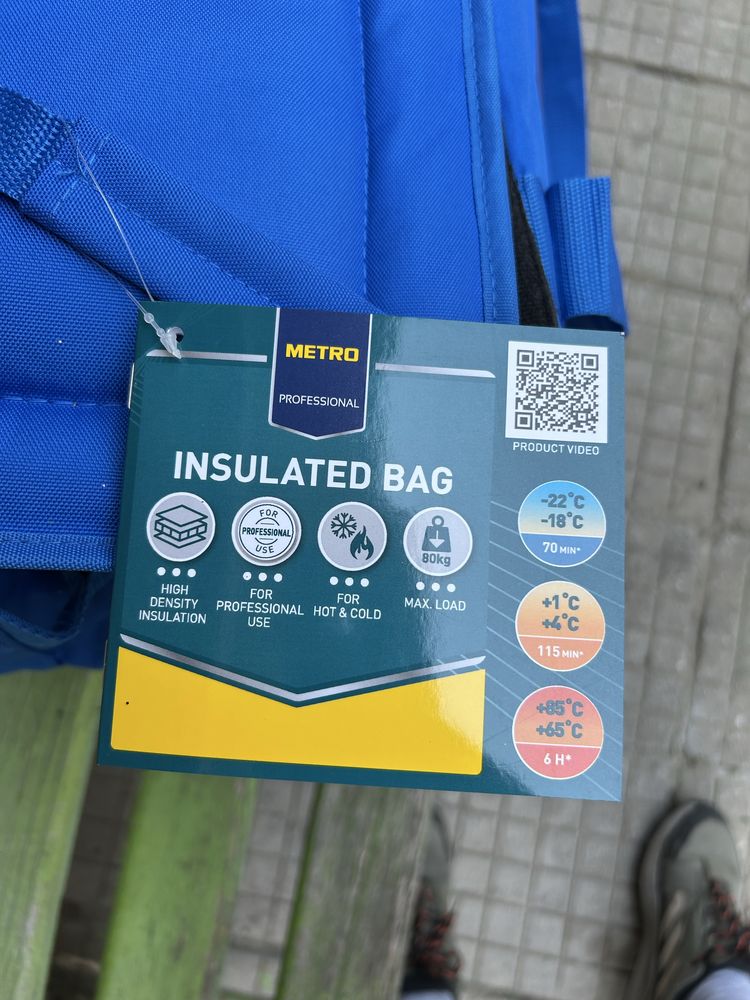 METRO
PROFESSIONAL
PRODUCT VIDEO
INSULATED BAG
FOR
PROFESSIONAL
USE
80kg
HIGH
DENSITY
INSULATION
FOR
PROFESSIONAL
USE
FOR
HOT & COLD
MAX. LOAD
-22°C
-18°C
70 MIN*
+1°C
+4°C
115 MIN*
+85°C
+65°C
6 H*